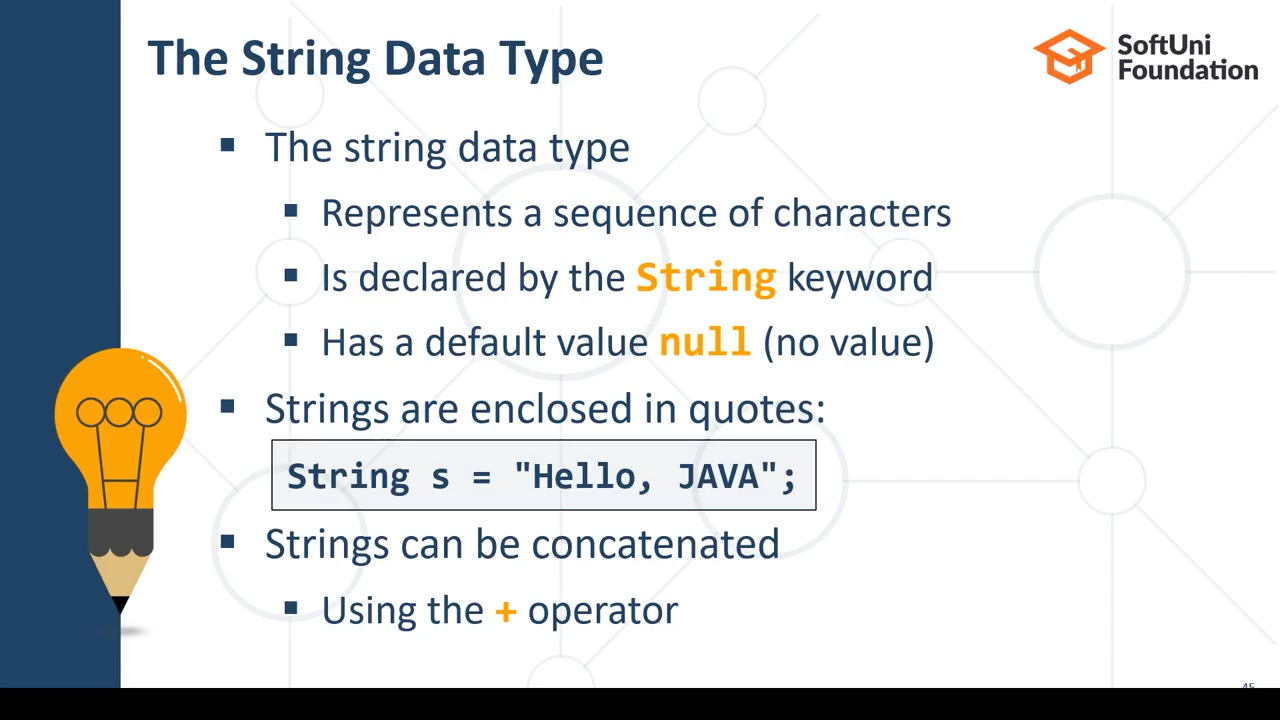 The String Data Type
SoftUni
Foundation
▪ The string data type
▪ Represents a sequence of characters
▪ Is declared by the String keyword
▪ Has a default value null (no value)
▪ Strings are enclosed in quotes:
String s = "Hello, JAVA";
▪ Strings can be concatenated
▪ Using the + operator